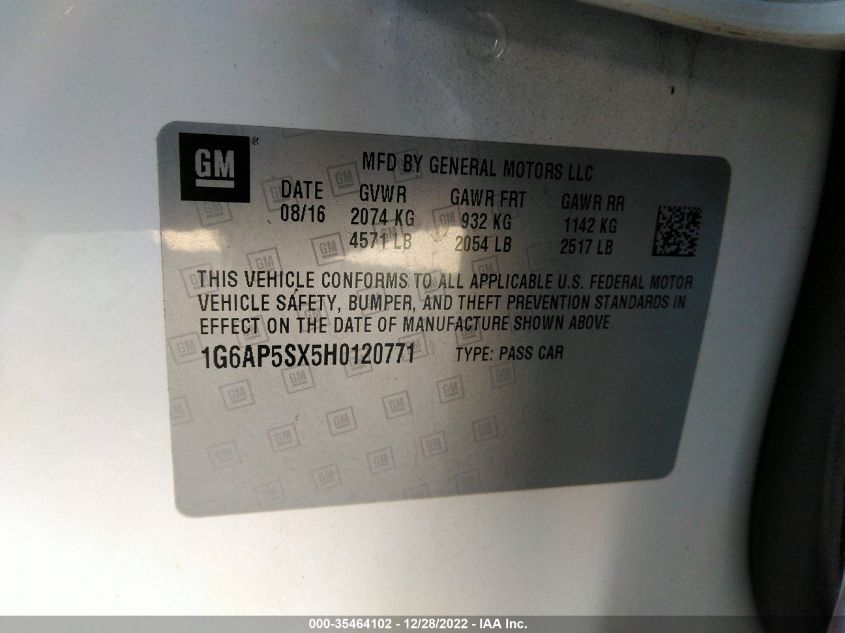 GM
MFD BY GENERAL MOTORS LLC
DATE GVWR GAWR FRT GAWR RR
08/16 2074 KG 932 KG 1142 KG
4571 LB 2054 LB 2517 LB
THIS VEHICLE CONFORMS TO ALL APPLICABLE U.S. FEDERAL MOTOR
VEHICLE SAFETY, BUMPER, AND THEFT PREVENTION STANDARDS IN
EFFECT ON THE DATE OF MANUFACTURE SHOWN ABOVE
1G6AP5SX5H0120771 TYPE: PASS CAR
000-35464102 - 12/28/2022 - IAA Inc.